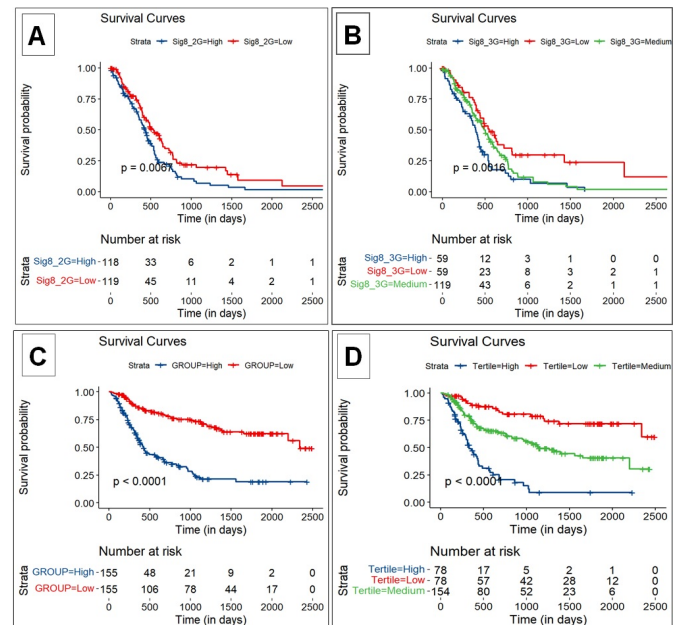 A
Survival Curves
Strata Sig8_2G=High Sig8_2G=Low
Survival probability
1.00
0.75
0.50
0.25
0.00
p = 0.0067
0 500 1000 1500 2000 2500
Time (in days)
Number at risk
Strata
Sig8_2G=High 118 33 6 2 1 1
Sig8_2G=Low 119 45 11 4 2 1
0 500 1000 1500 2000 2500
Time (in days)
B
Survival Curves
Strata Sig8_3G=High Sig8_3G=Low Sig8_3G=Medium
Survival probability
1.00
0.75
0.50
0.25
0.00
p = 0.0016
0 500 1000 1500 2000 2500
Time (in days)
Number at risk
Strata
Sig8_3G=High 59 12 3 1 0 0
Sig8_3G=Low 59 23 8 3 2 1
Sig8_3G=Medium 119 43 6 2 1 1
0 500 1000 1500 2000 2500
Time (in days)
C
Survival Curves
Strata GROUP=High GROUP=Low
Survival probability
1.00
0.75
0.50
0.25
0.00
p < 0.0001
0 500 1000 1500 2000 2500
Time (in days)
Number at risk
Strata
GROUP=High 155 48 21 9 2 0
GROUP=Low 155 106 78 44 17 0
0 500 1000 1500 2000 2500
Time (in days)
D
Survival Curves
Strata Tertile=High Tertile=Low Tertile=Medium
Survival probability
1.00
0.75
0.50
0.25
0.00
p < 0.0001
0 500 1000 1500 2000 2500
Time (in days)
Number at risk
Strata
Tertile=High 78 17 5 2 1 0
Tertile=Low 78 57 42 28 12 0
Tertile=Medium 154 80 52 23 6 0
0 500 1000 1500 2000 2500
Time (in days)